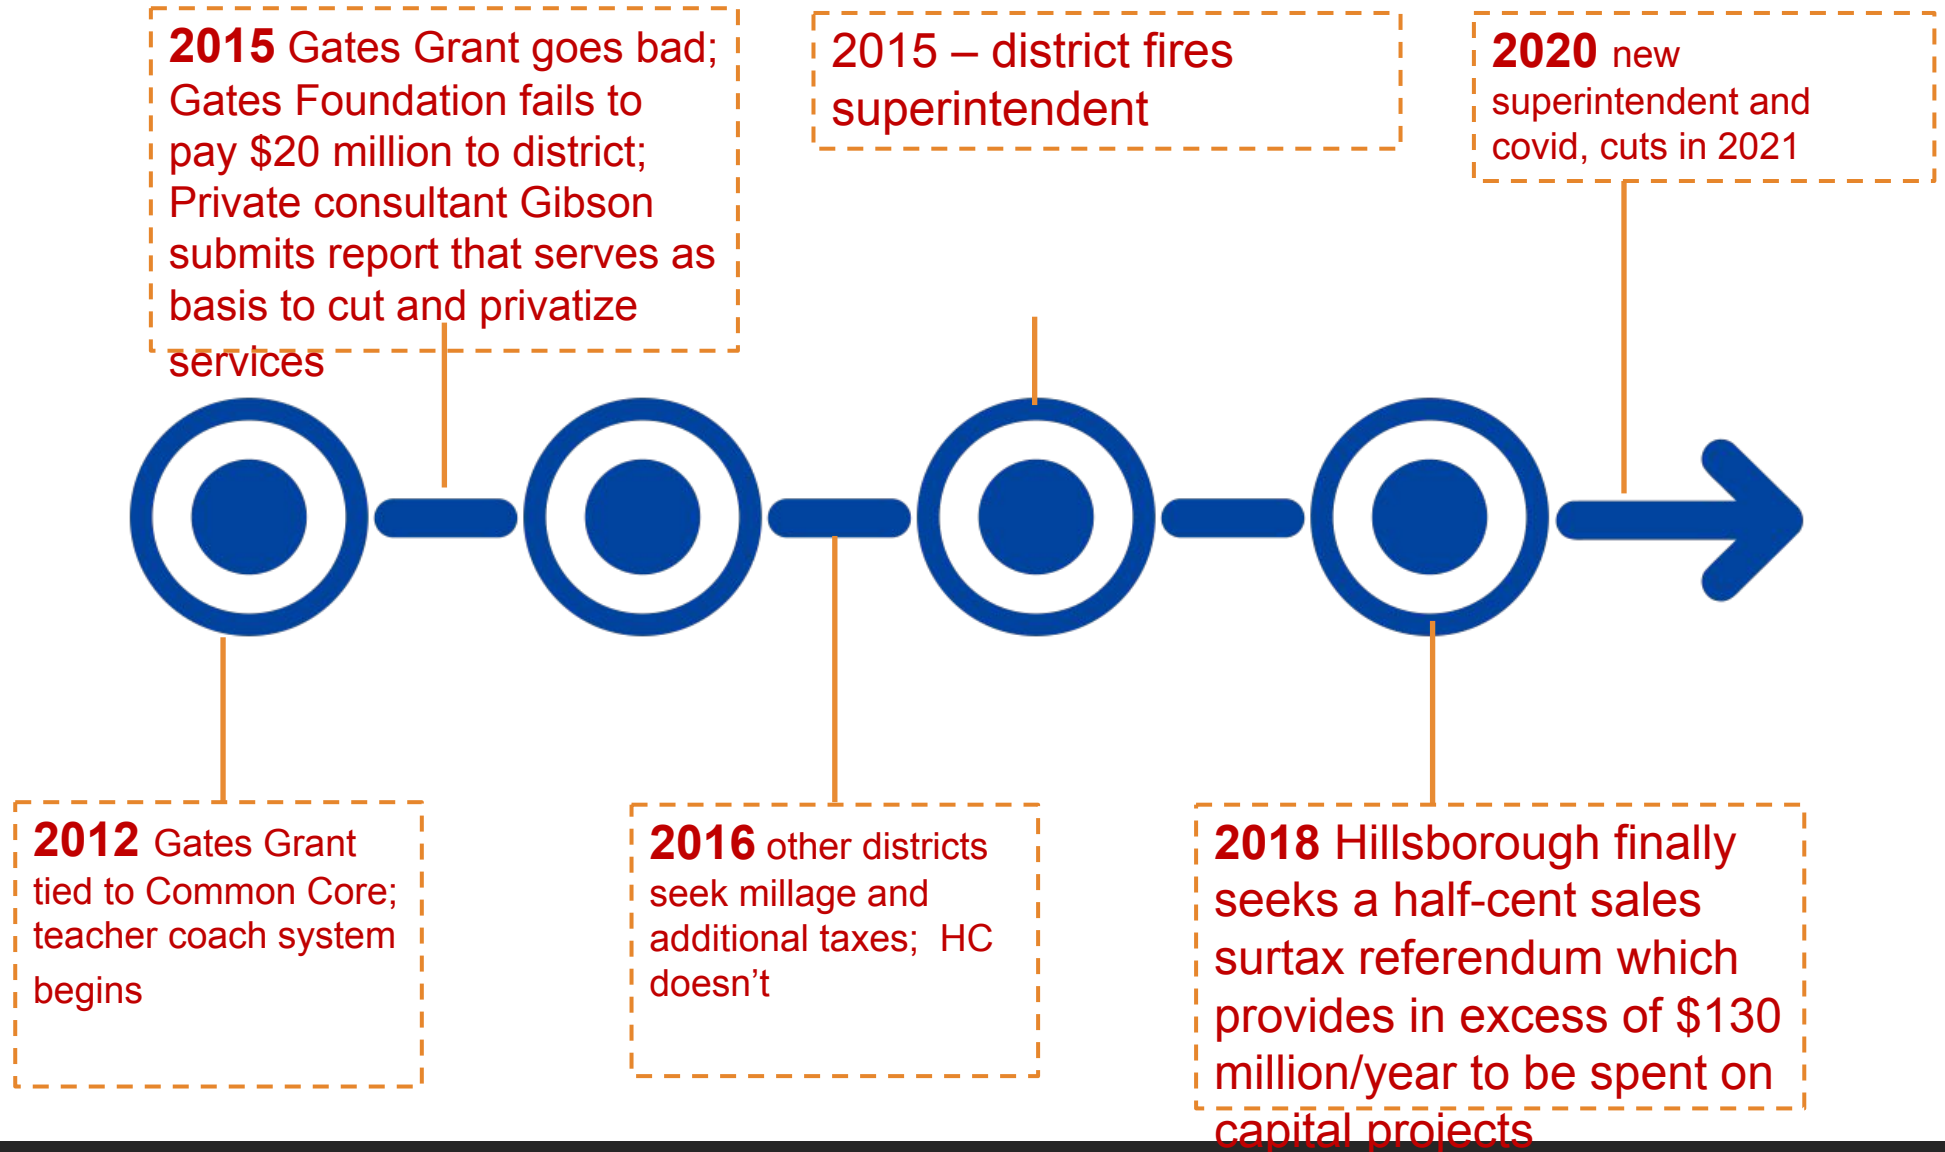 2015 Gates Grant goes bad;
Gates Foundation fails to
pay $20 million to district;
Private consultant Gibson
submits report that serves as
basis to cut and privatize
services
2015 – district fires
superintendent
2020 new
superintendent and
covid, cuts in 2021
2012 Gates Grant
tied to Common Core;
teacher coach system
begins
2016 other districts
seek millage and
additional taxes;  HC
doesn’t
2018 Hillsborough finally
seeks a half-cent sales
surtax referendum which
provides in excess of $130
million/year to be spent on
capital projects